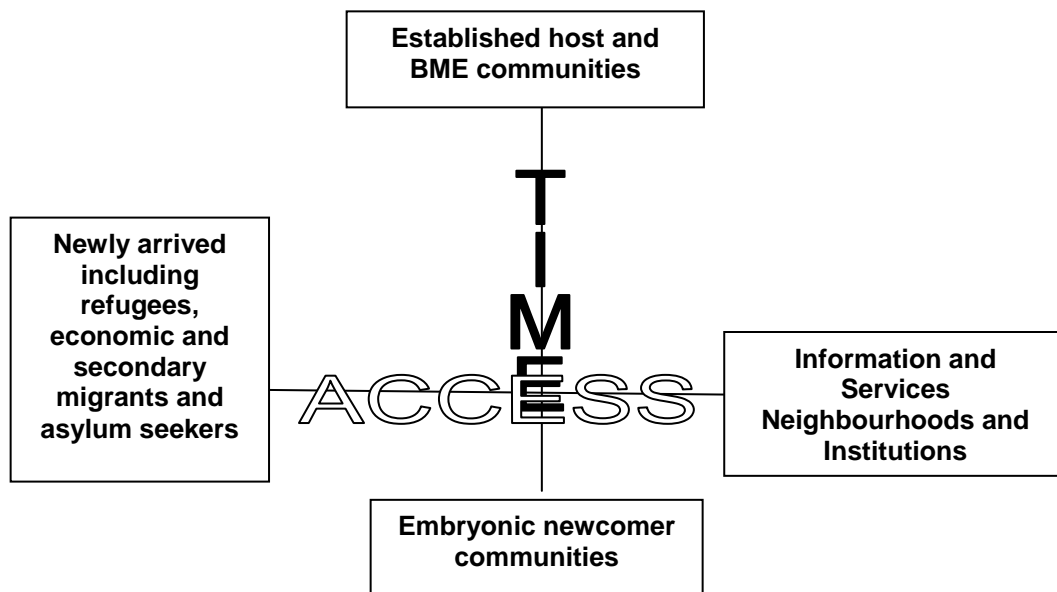 Established host and
BME communities
TIME
Newly arrived
including
refugees,
economic and
secondary
migrants and
asylum seekers
ACCESS
Information and
Services
Neighbourhoods and
Institutions
Embryonic newcomer
communities